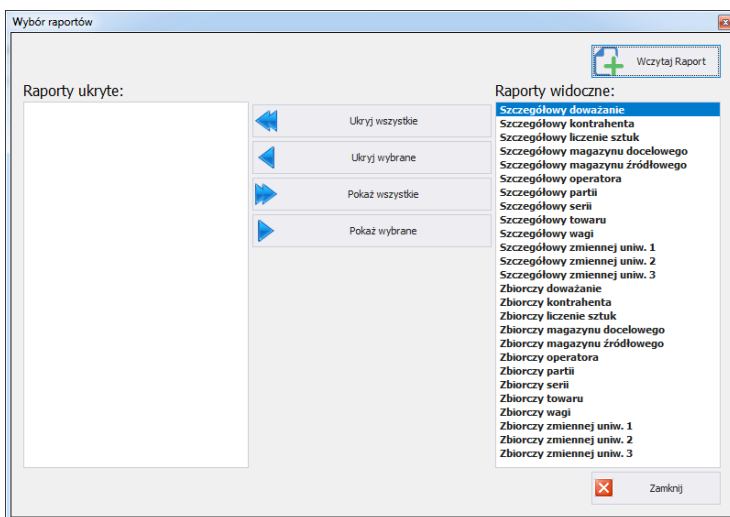 Wybór raportów
Wczytaj Raport
Raporty ukryte:
Raporty widoczne:
Ukryj wszystkie
Ukryj wybrane
Pokaż wszystkie
Pokaż wybrane
Szczegółowy doważanie
Szczegółowy kontrahenta
Szczegółowy liczenie sztuk
Szczegółowy magazynu docelowego
Szczegółowy magazynu źródłowego
Szczegółowy operatora
Szczegółowy partii
Szczegółowy serii
Szczegółowy towaru
Szczegółowy wagi
Szczegółowy zmiennej uniw. 1
Szczegółowy zmiennej uniw. 2
Szczegółowy zmiennej uniw. 3
Zbiorczy doważanie
Zbiorczy kontrahenta
Zbiorczy liczenie sztuk
Zbiorczy magazynu docelowego
Zbiorczy magazynu źródłowego
Zbiorczy operatora
Zbiorczy partii
Zbiorczy serii
Zbiorczy towaru
Zbiorczy wagi
Zbiorczy zmiennej uniw. 1
Zbiorczy zmiennej uniw. 2
Zbiorczy zmiennej uniw. 3
Zamknij